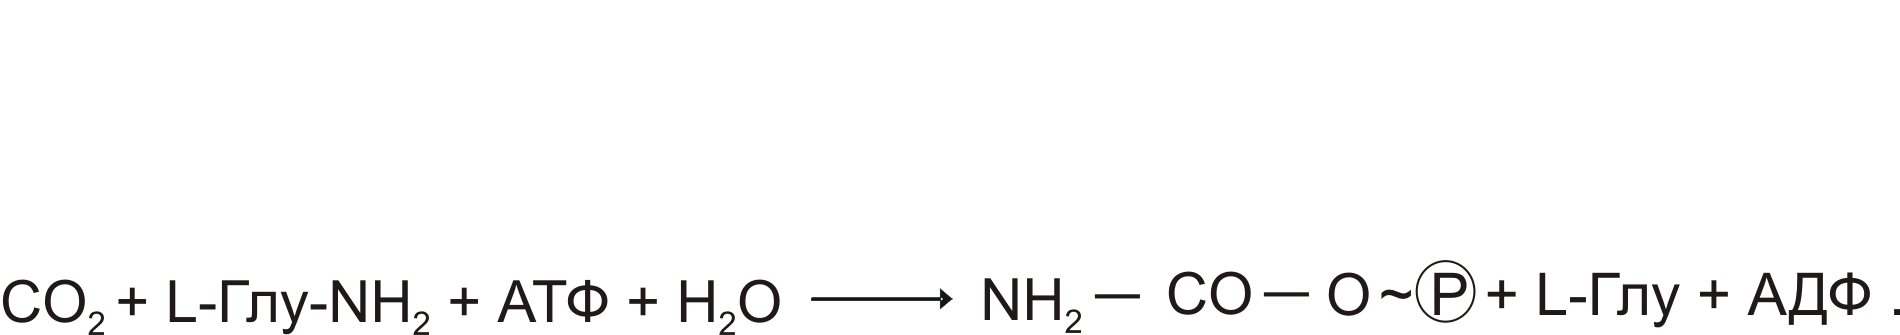 CO₂ + L-Глу-NH₂ + АТФ + H₂O ⟶ NH₂ — CO — O ~ Ⓟ + L-Глу + АДФ .